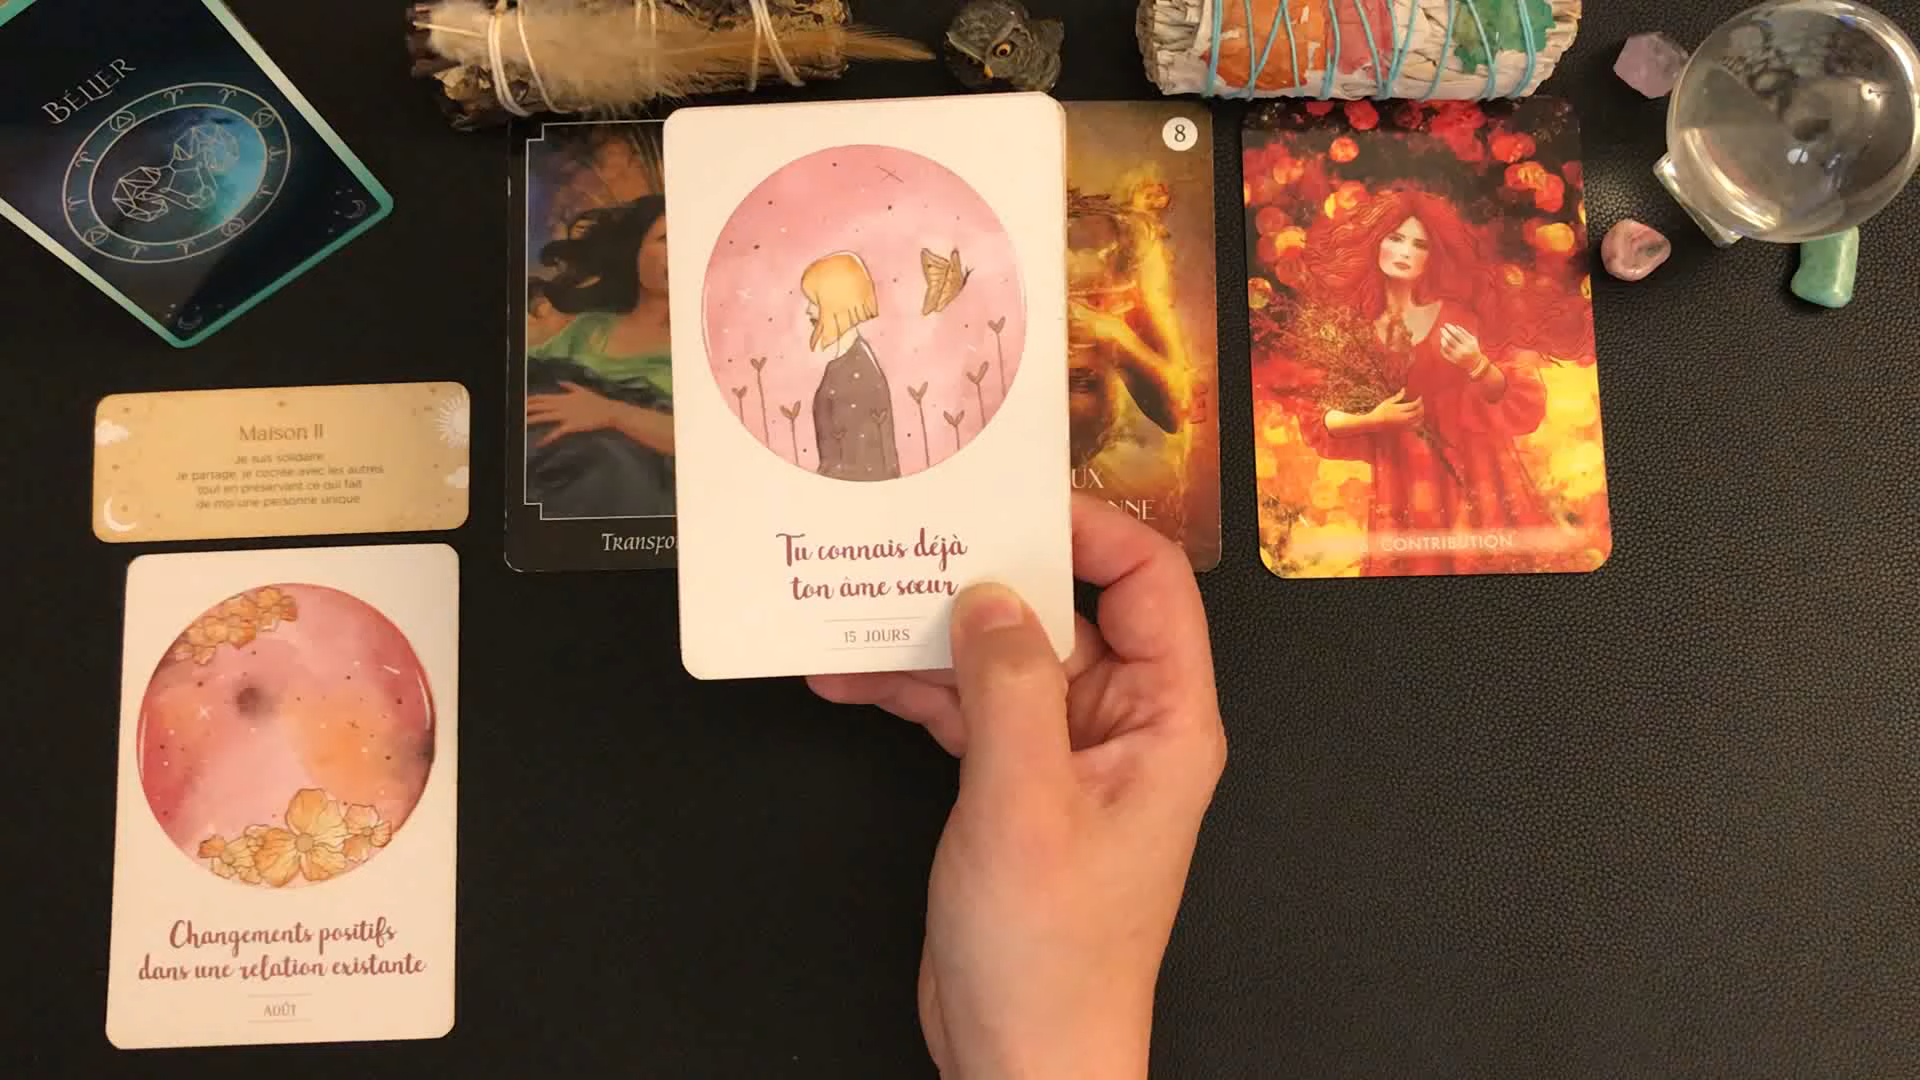 BÉLIER
8
Maison II
Je suis solidaire
Je partage, je cocrée avec les autres
tout en préservant ce qui fait
de moi une personne unique
Tu connais déjà
ton âme sœur
15 JOURS
CONTRIBUTION
Changements positifs
dans une relation existante
AOÛT